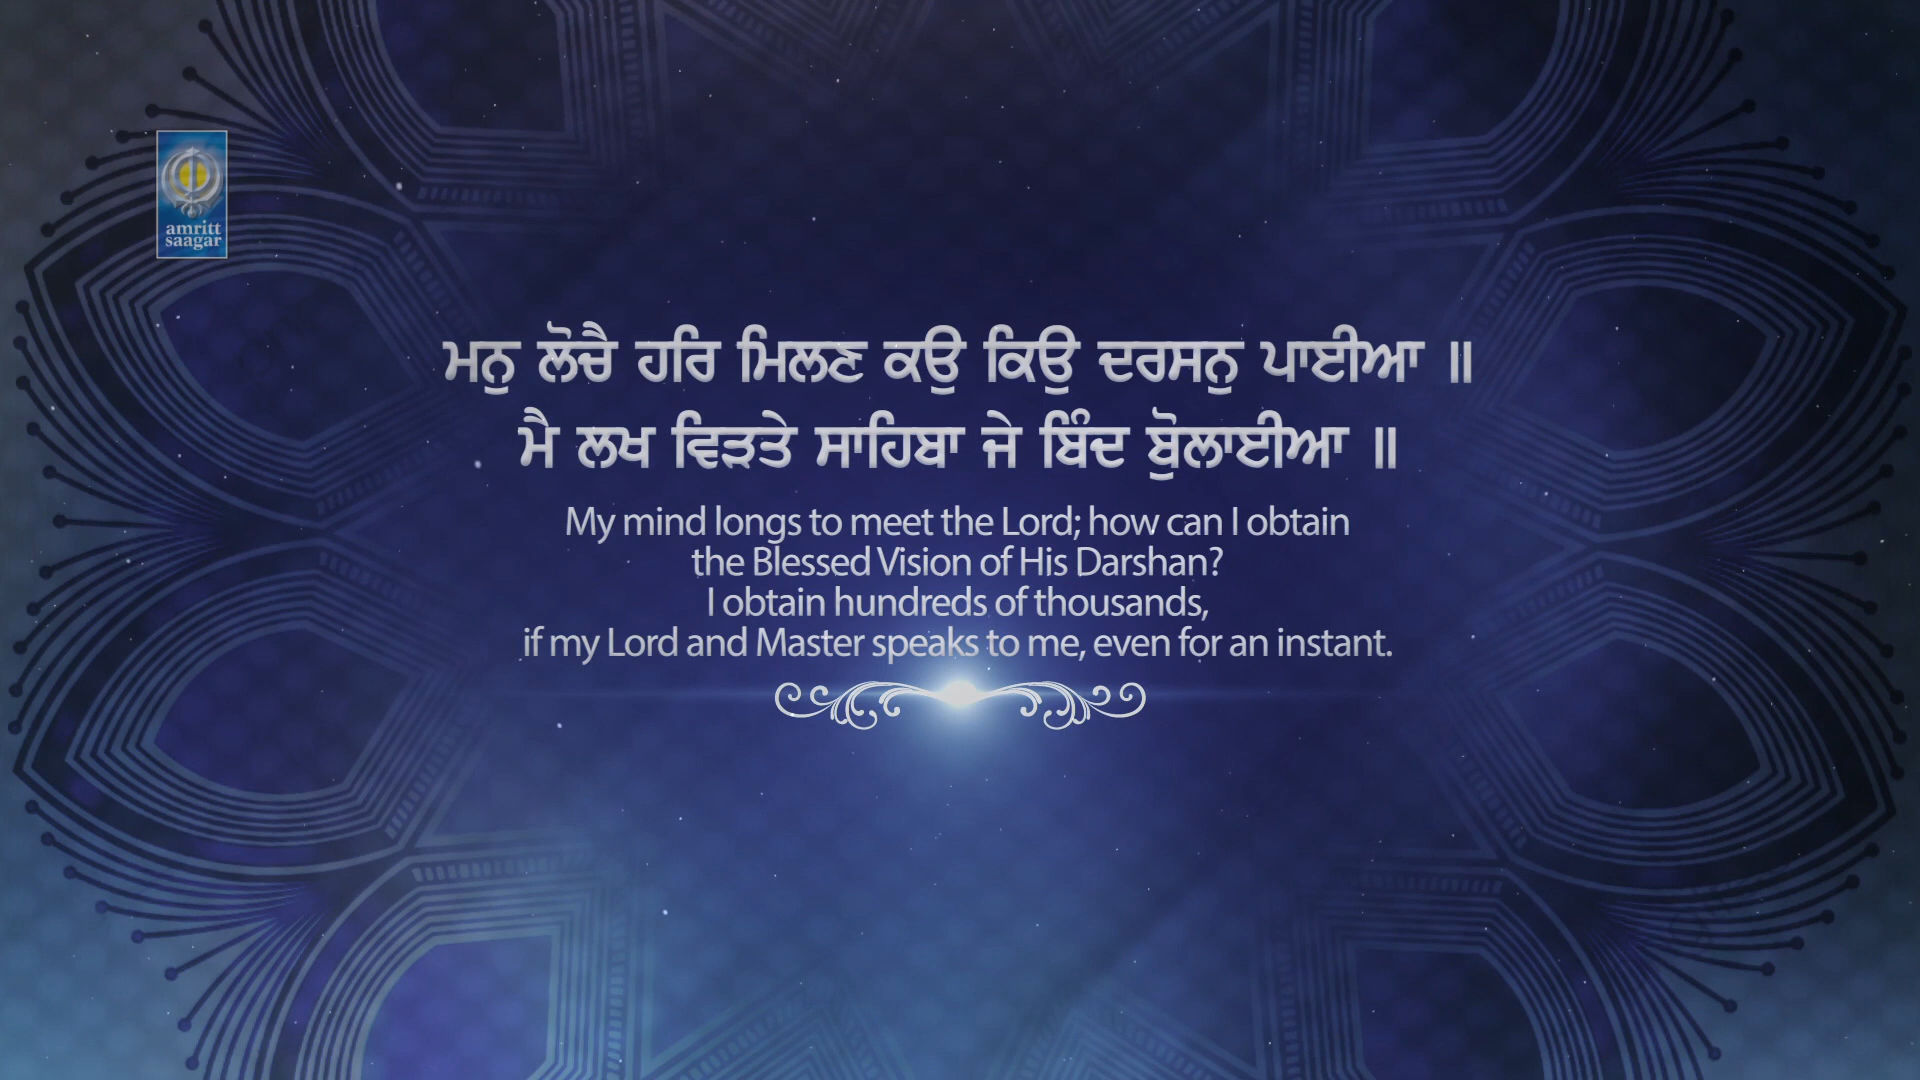 amritt
saagar
ਮਨੁ ਲੋਚੈ ਹਰਿ ਮਿਲਣ ਕਉ ਕਿਉ ਦਰਸਨੁ ਪਾਈਆ ॥
ਮੈ ਲਖ ਵਿੜਤੇ ਸਾਹਿਬਾ ਜੇ ਬਿੰਦ ਬੋੁਲਾਈਆ ॥
My mind longs to meet the Lord; how can I obtain
the Blessed Vision of His Darshan?
I obtain hundreds of thousands,
if my Lord and Master speaks to me, even for an instant.